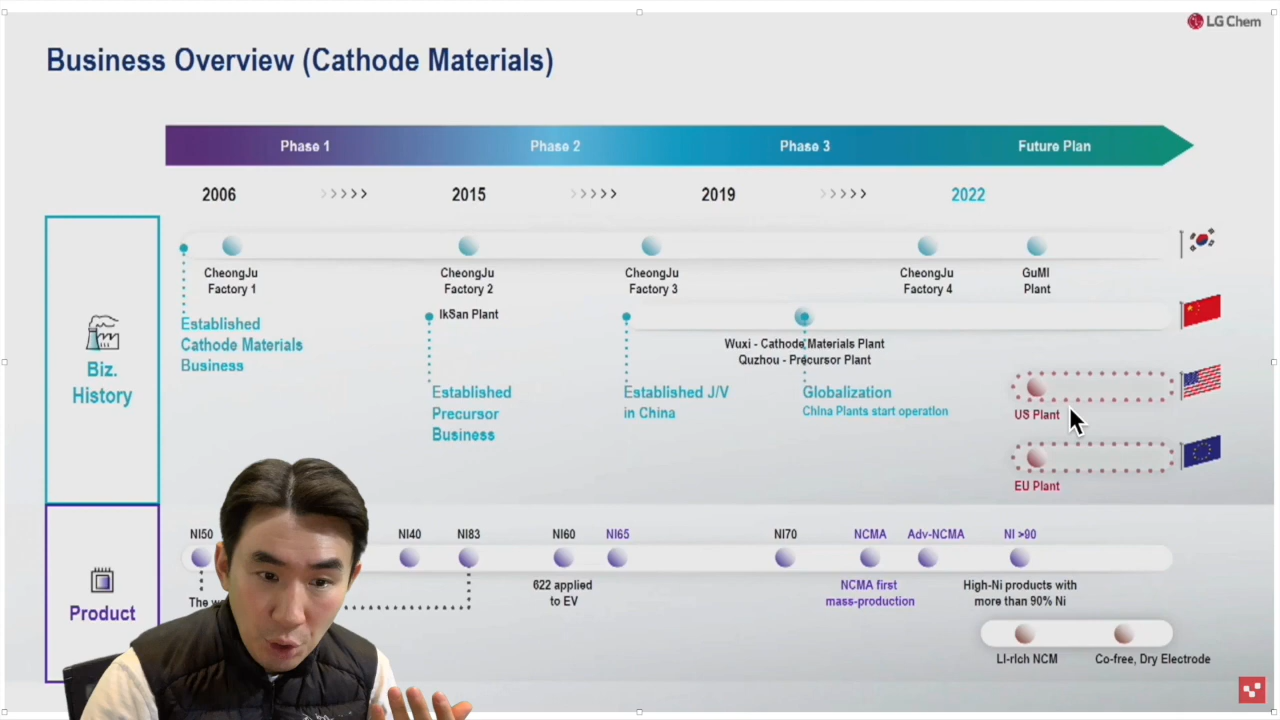 LG Chem
Business Overview (Cathode Materials)
Phase 1
Phase 2
Phase 3
Future Plan
2006
2015
2019
2022
Biz.
History
CheongJu
Factory 1
CheongJu
Factory 2
CheongJu
Factory 3
CheongJu
Factory 4
GuMI
Plant
Established
Cathode Materials
Business
IkSan Plant
Established
Precursor
Business
Established J/V
in China
Wuxi - Cathode Materials Plant
Quzhou - Precursor Plant
Globalization
China Plants start operation
US Plant
EU Plant
Product
NI50
NI40
NI83
NI60
NI65
NI70
NCMA
Adv-NCMA
NI >90
The
622 applied
to EV
NCMA first
mass-production
High-Ni products with
more than 90% Ni
LI-rIch NCM
Co-free, Dry Electrode